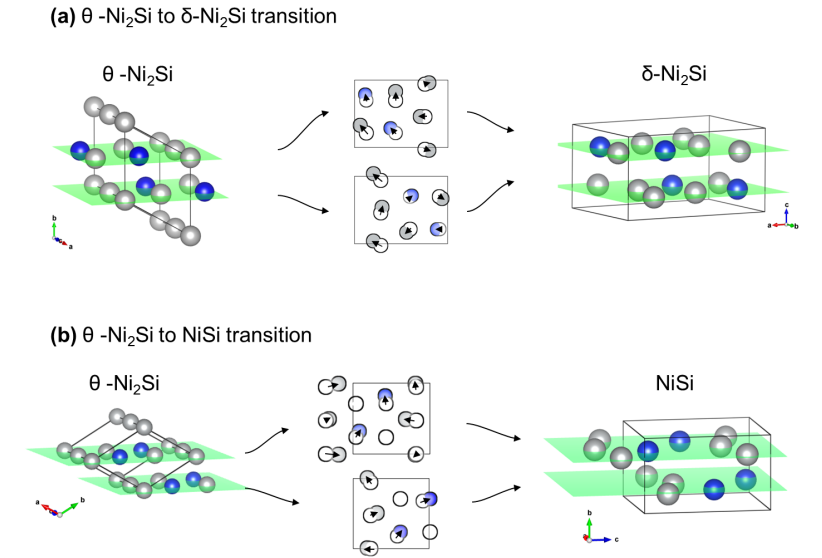 (a) θ -Ni₂Si to δ-Ni₂Si transition
θ -Ni₂Si
δ-Ni₂Si
b
c
a
c
a
b
(b) θ -Ni₂Si to NiSi transition
θ -Ni₂Si
NiSi
a
c
b
b
a
c